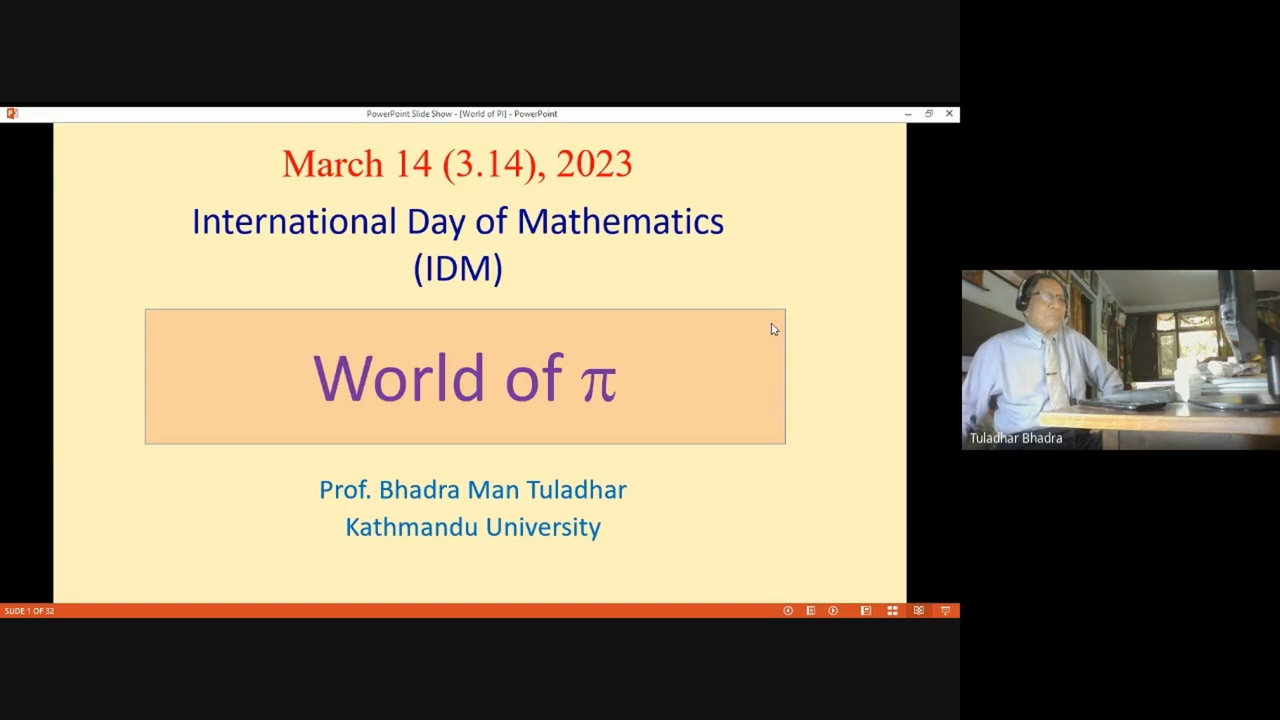 PowerPoint Slide Show - [World of PI] - PowerPoint
March 14 (3.14), 2023
International Day of Mathematics
(IDM)
World of π
Prof. Bhadra Man Tuladhar
Kathmandu University
SLIDE 1 OF 32
Tuladhar Bhadra